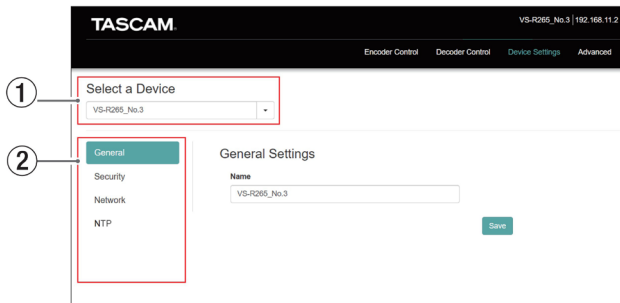 TASCAM
VS-R265_No.3 | 192.168.11.2
Encoder Control Decoder Control Device Settings Advanced
1
Select a Device
VS-R265_No.3
2
General
Security
Network
NTP
General Settings
Name
VS-R265_No.3
Save